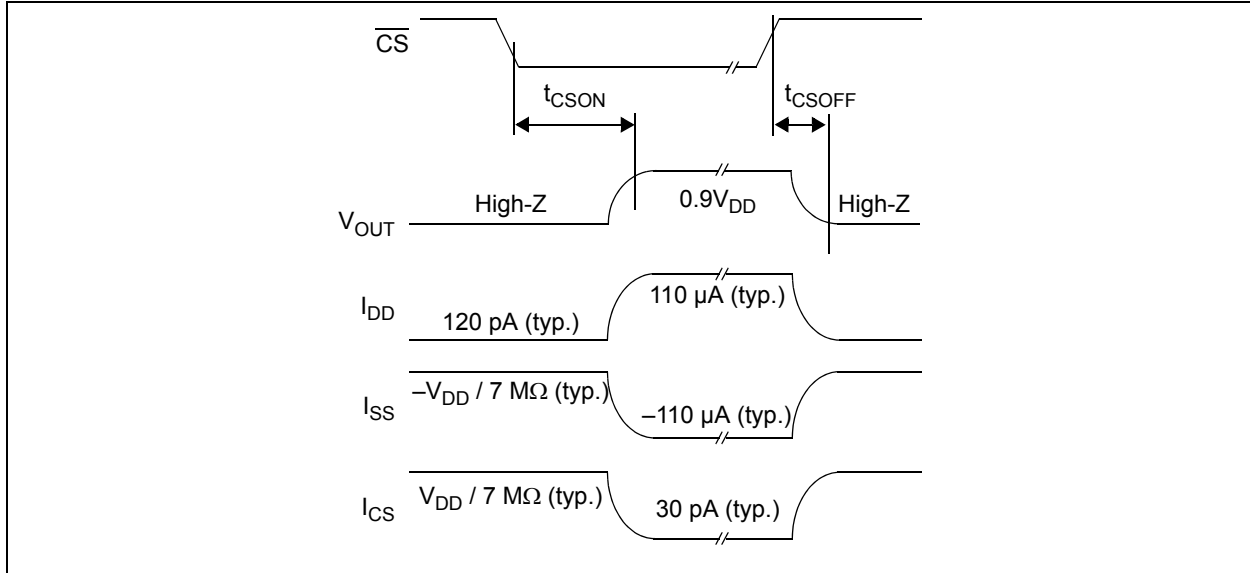 CS
tCSON
tCSOFF
VOUT
High-Z
0.9VDD
High-Z
IDD
120 pA (typ.)
110 µA (typ.)
ISS
–VDD / 7 MΩ (typ.)
–110 µA (typ.)
ICS
VDD / 7 MΩ (typ.)
30 pA (typ.)